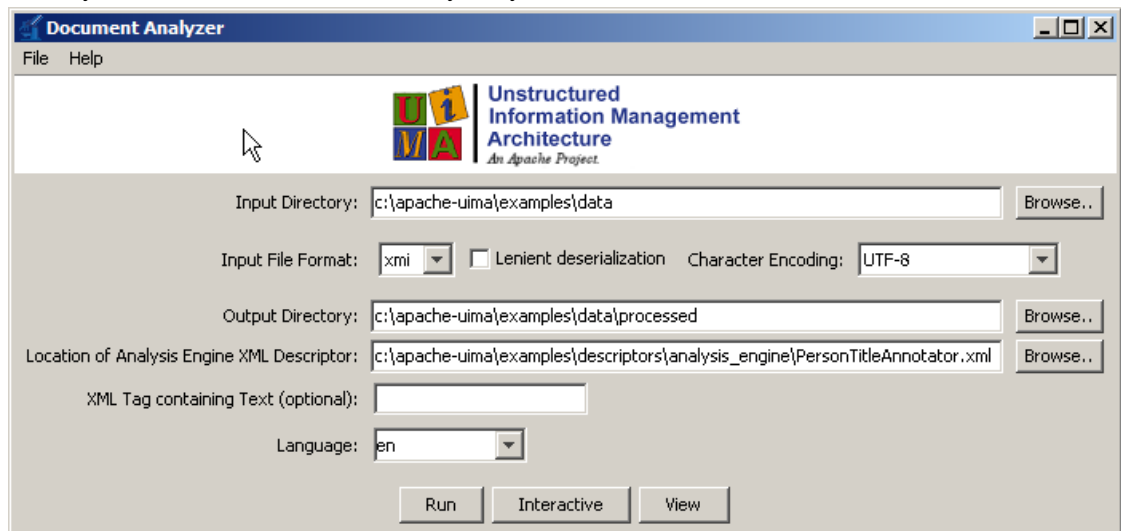 Document Analyzer
File Help
UiMA
Unstructured
Information Management
Architecture
An Apache Project.
Input Directory: c:\apache-uima\examples\data Browse..
Input File Format: xmi Lenient deserialization Character Encoding: UTF-8
Output Directory: c:\apache-uima\examples\data\processed Browse..
Location of Analysis Engine XML Descriptor: c:\apache-uima\examples\descriptors\analysis_engine\PersonTitleAnnotator.xml Browse..
XML Tag containing Text (optional):
Language: en
Run Interactive View